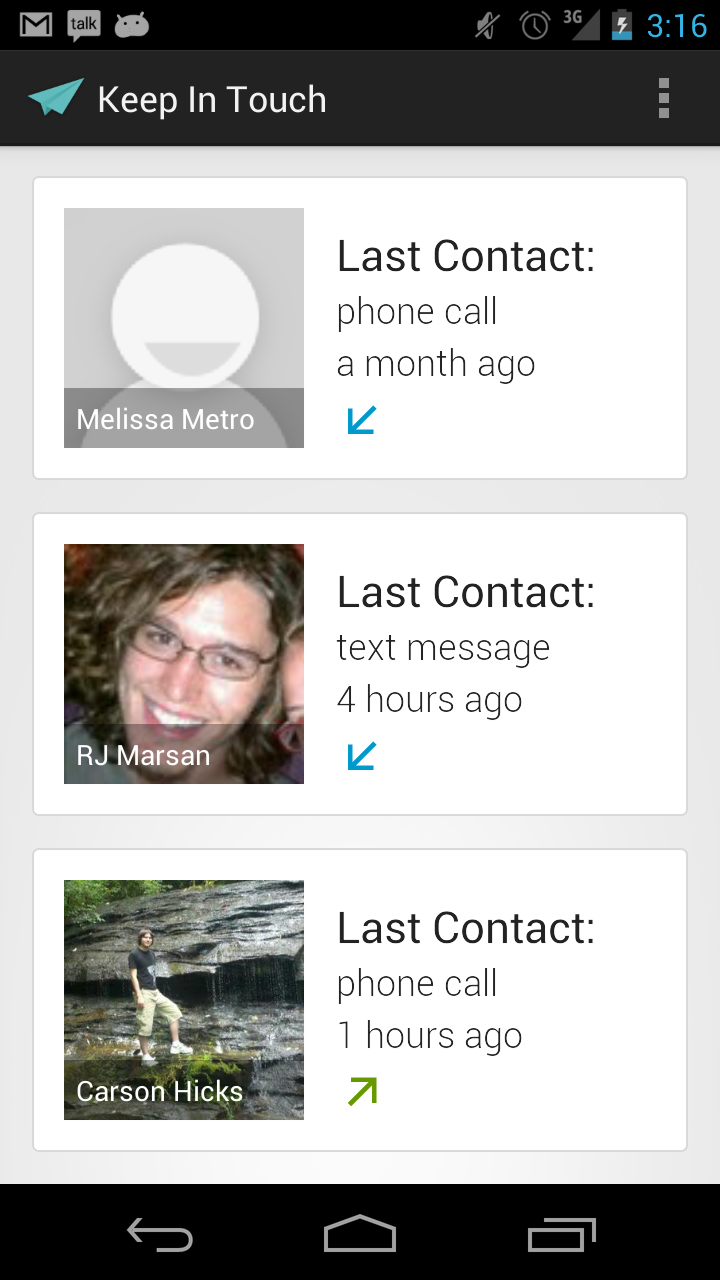 talk
3G
3:16
Keep In Touch
Melissa Metro
Last Contact:
phone call
a month ago
RJ Marsan
Last Contact:
text message
4 hours ago
Carson Hicks
Last Contact:
phone call
1 hours ago